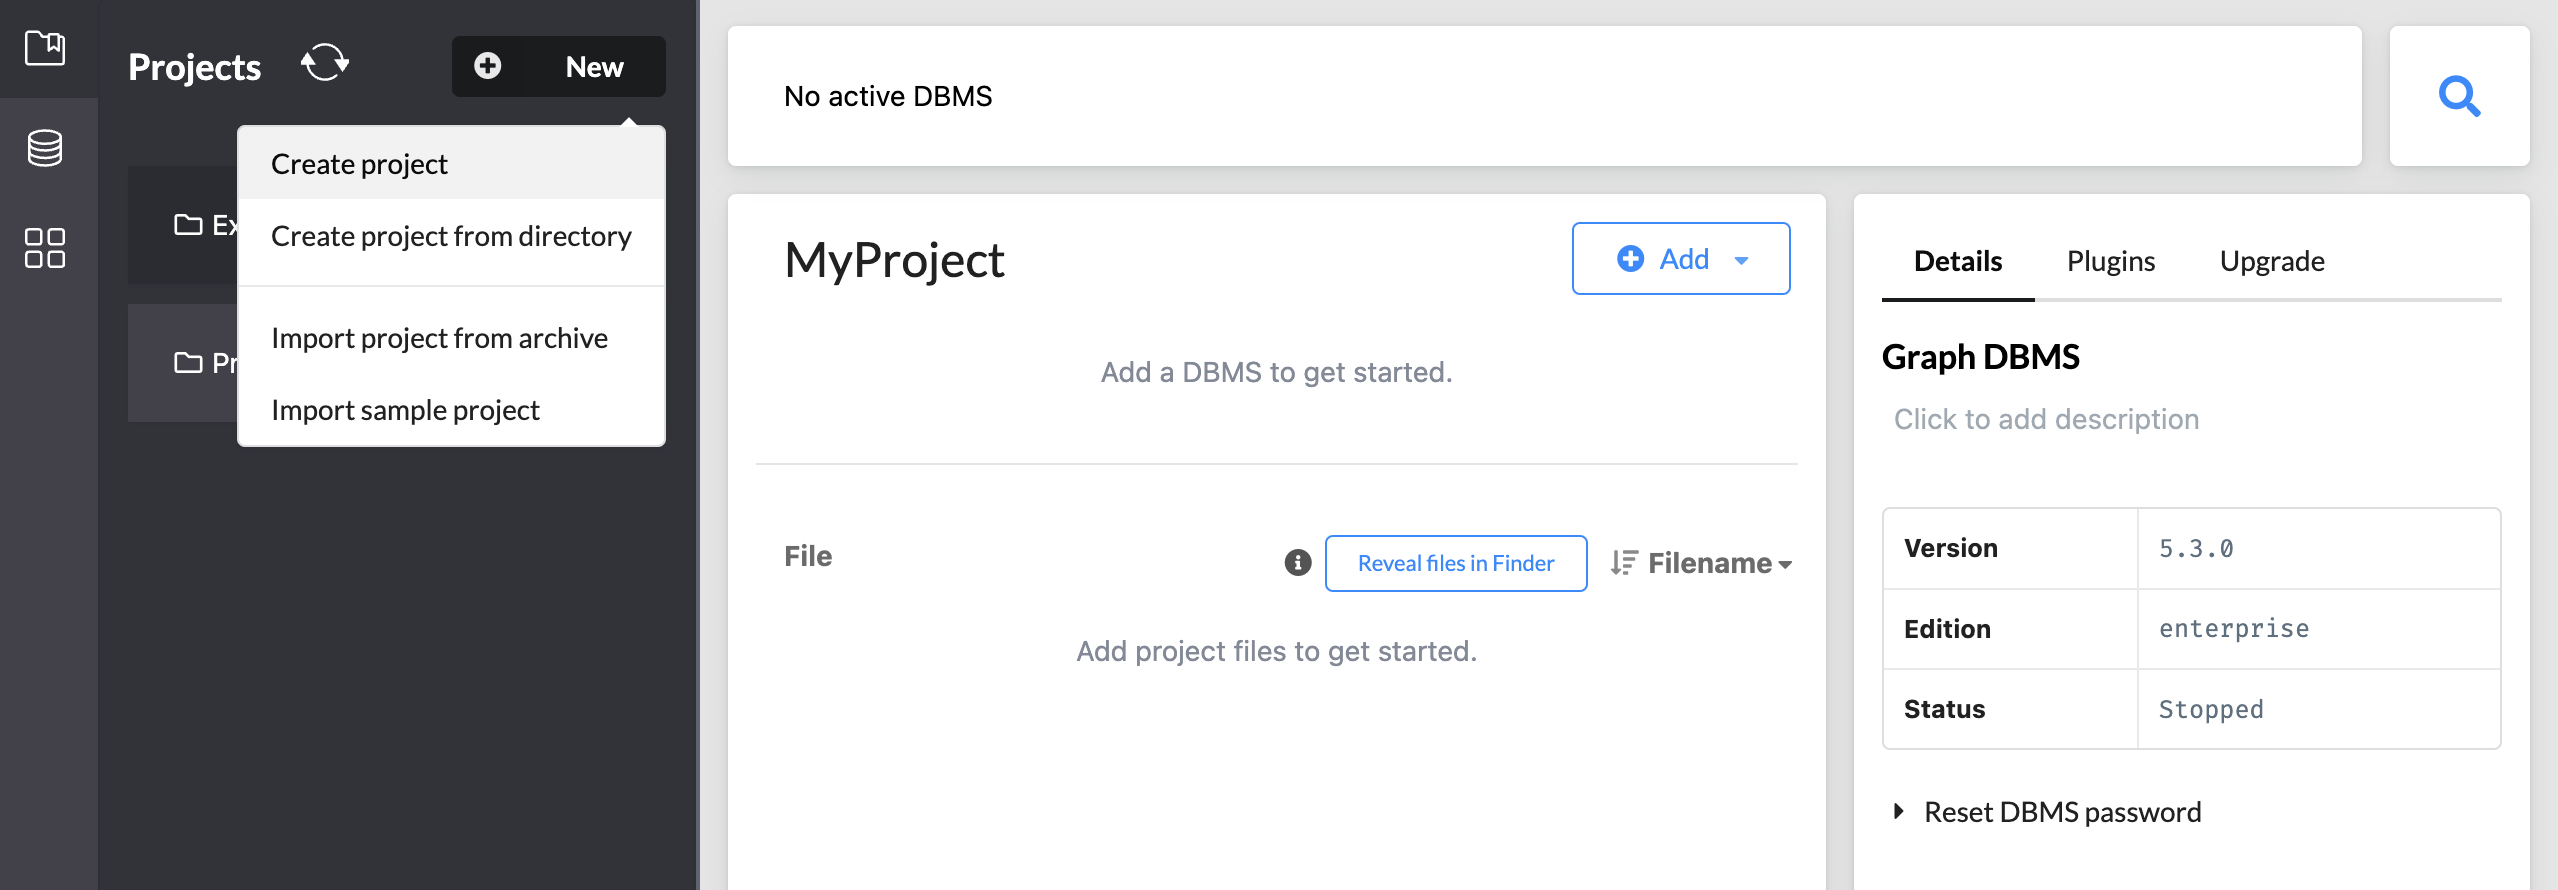 Projects
New
Create project
Create project from directory
Import project from archive
Import sample project
No active DBMS
MyProject
Add
Add a DBMS to get started.
File
Reveal files in Finder
Filename
Add project files to get started.
Details Plugins Upgrade
Graph DBMS
Click to add description
Version 5.3.0
Edition enterprise
Status Stopped
Reset DBMS password